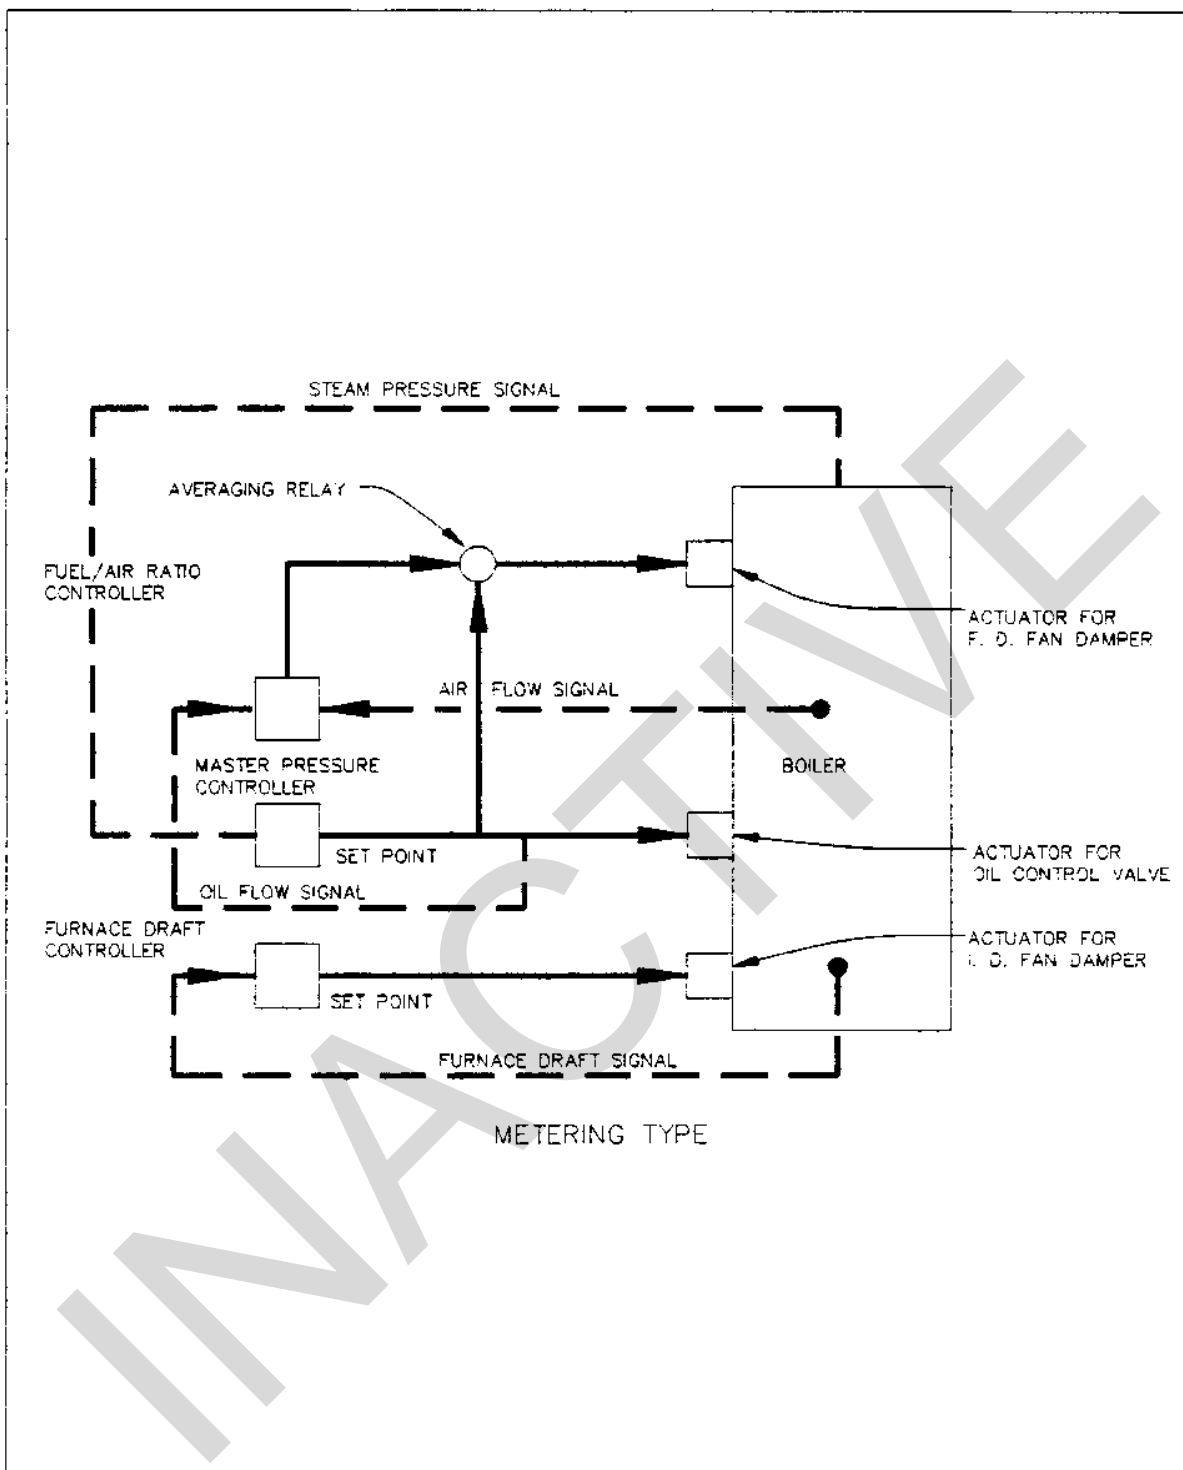 STEAM PRESSURE SIGNAL
AVERAGING RELAY
FUEL/AIR RATIO
CONTROLLER
ACTUATOR FOR
F. D. FAN DAMPER
AIR FLOW SIGNAL
MASTER PRESSURE
CONTROLLER
BOILER
SET POINT
ACTUATOR FOR
OIL CONTROL VALVE
OIL FLOW SIGNAL
FURNACE DRAFT
CONTROLLER
ACTUATOR FOR
I. D. FAN DAMPER
SET POINT
FURNACE DRAFT SIGNAL
METERING TYPE
INACTIVE